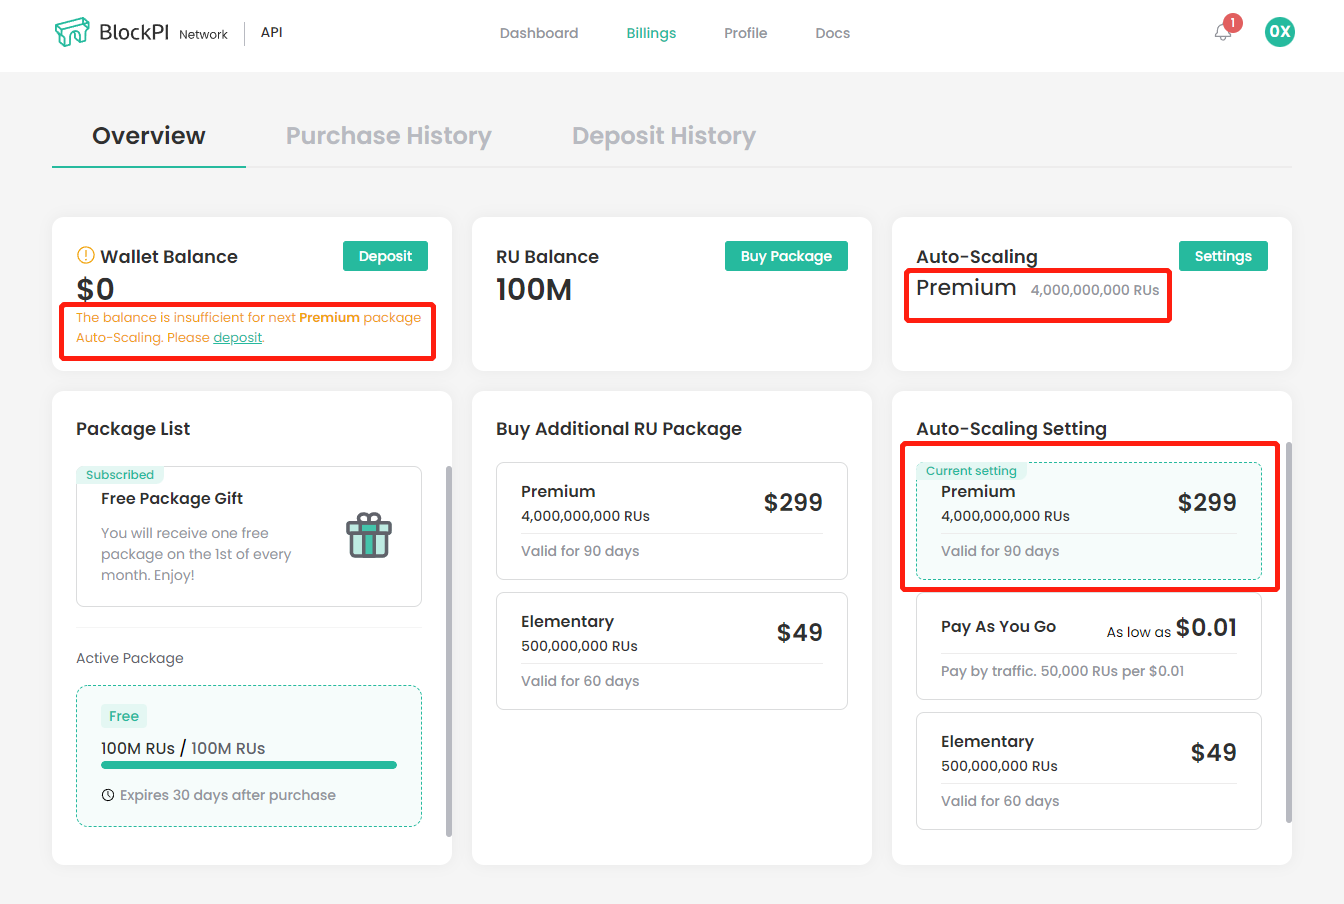 BlockPI Network API
Dashboard
Billings
Profile
Docs
1
0X
Overview
Purchase History
Deposit History
Wallet Balance
Deposit
$0
The balance is insufficient for next Premium package
Auto-Scaling. Please deposit.
RU Balance
Buy Package
100M
Auto-Scaling
Settings
Premium 4,000,000,000 RUs
Package List
Subscribed
Free Package Gift
You will receive one free
package on the 1st of every
month. Enjoy!
Active Package
Free
100M RUs / 100M RUs
Expires 30 days after purchase
Buy Additional RU Package
Premium
$299
4,000,000,000 RUs
Valid for 90 days
Elementary
$49
500,000,000 RUs
Valid for 60 days
Auto-Scaling Setting
Current setting
Premium
$299
4,000,000,000 RUs
Valid for 90 days
Pay As You Go
As low as $0.01
Pay by traffic. 50,000 RUs per $0.01
Elementary
$49
500,000,000 RUs
Valid for 60 days